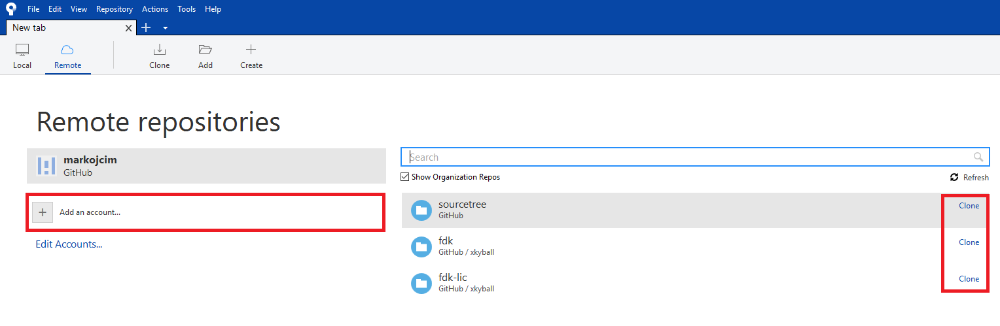 File Edit View Repository Actions Tools Help
New tab
Local Remote Clone Add Create
Remote repositories
markojcim
GitHub
Add an account...
Edit Accounts...
Search
Show Organization Repos Refresh
sourcetree Clone
GitHub
fdk Clone
GitHub / xkyball
fdk-lic Clone
GitHub / xkyball